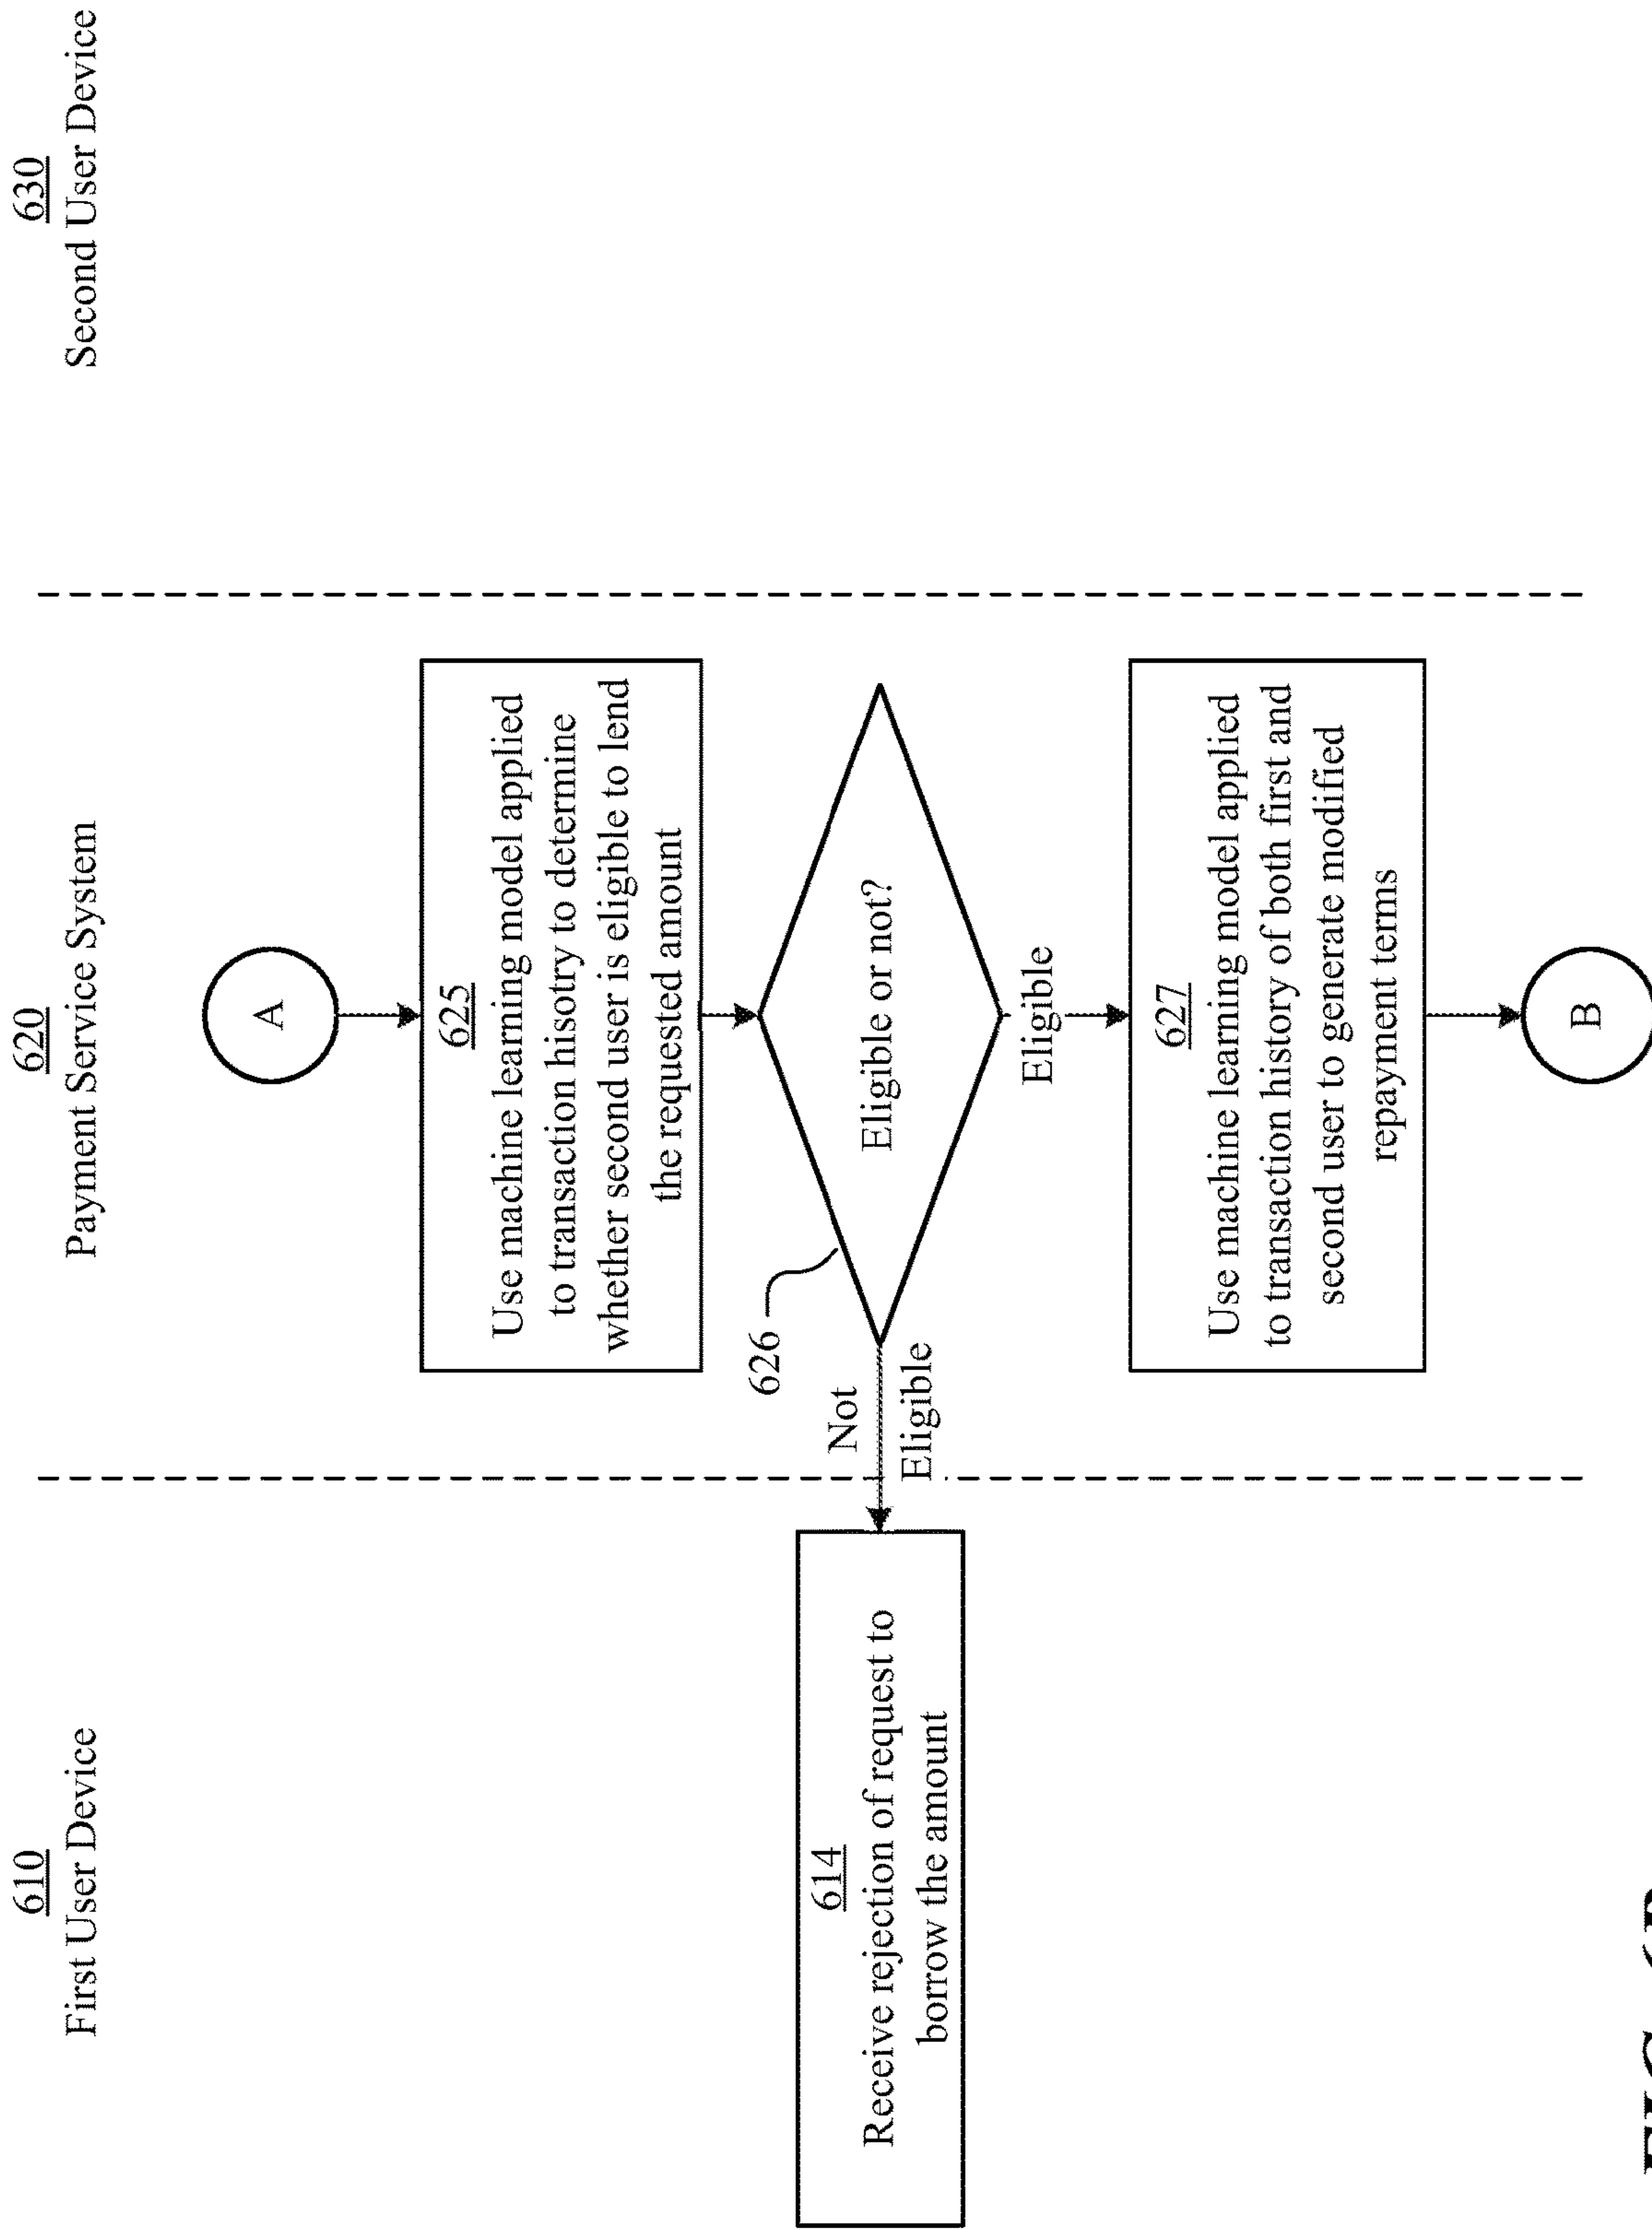 610
First User Device
620
Payment Service System
630
Second User Device
A
625
Use machine learning model applied
to transaction hisotry to determine
whether second user is eligible to lend
the requested amount
626
Eligible or not?
Not
Eligible
614
Receive rejection of request to
borrow the amount
Eligible
627
Use machine learning model applied
to transaction history of both first and
second user to generate modified
repayment terms
B